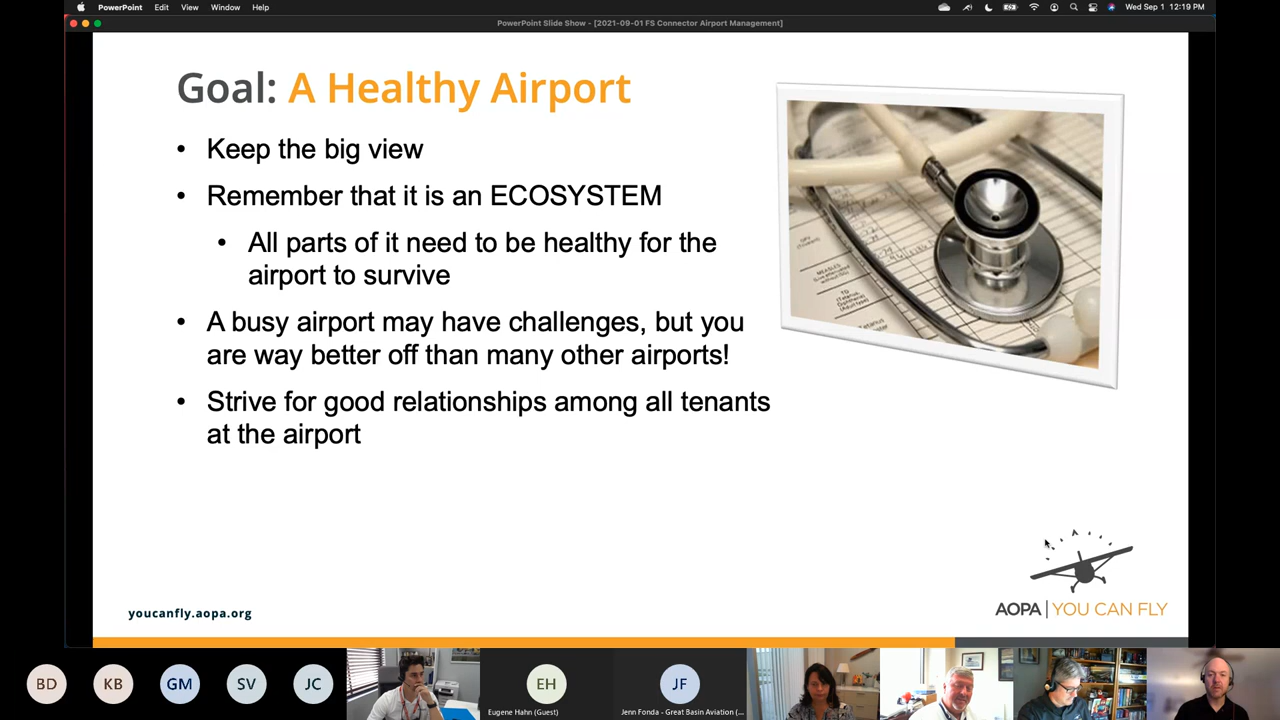 PowerPoint Edit View Window Help
Wed Sep 1 12:19 PM
PowerPoint Slide Show - [2021-09-01 FS Connector Airport Management]
Goal: A Healthy Airport
• Keep the big view
• Remember that it is an ECOSYSTEM
• All parts of it need to be healthy for the
airport to survive
• A busy airport may have challenges, but you
are way better off than many other airports!
• Strive for good relationships among all tenants
at the airport
youcanfly.aopa.org
AOPA | YOU CAN FLY
BD KB GM SV JC EH JF
Eugene Hahn (Guest)
Jenn Fonda - Great Basin Aviation (...